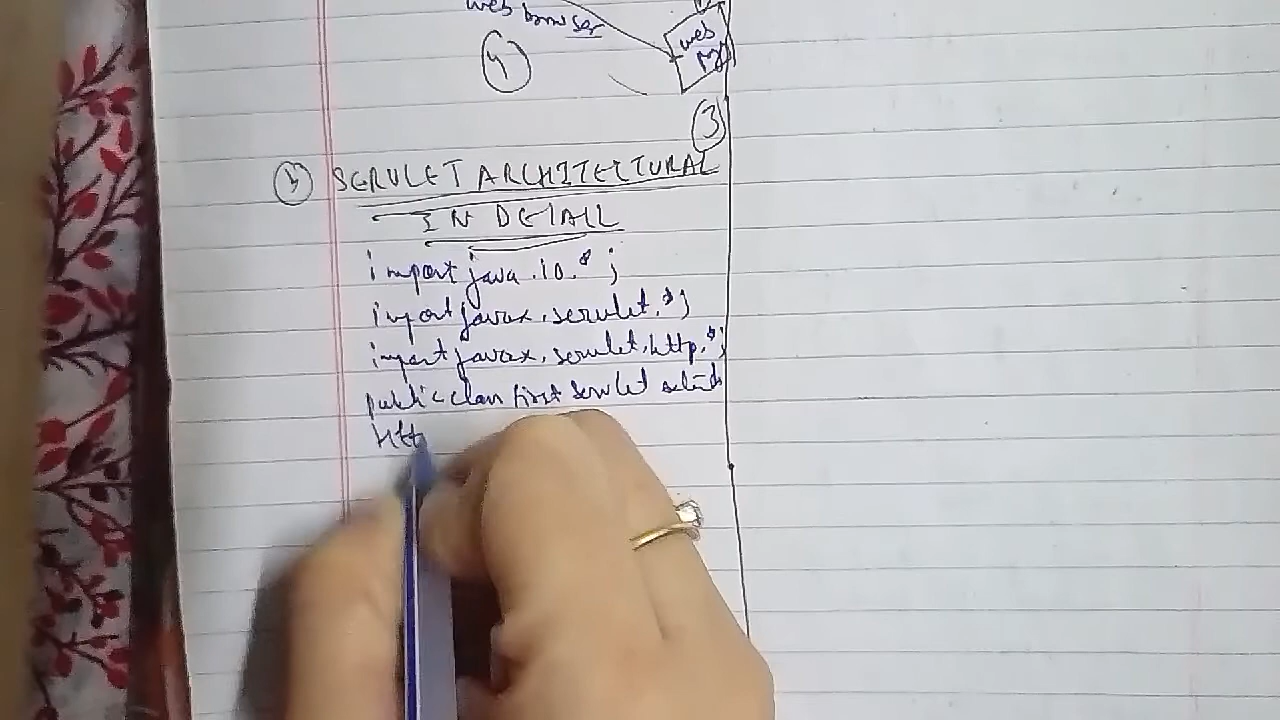 web browser
web
4
3
4 SERVLET ARCHITECTURAL
IN DETAIL
import java.io.*;
import javax.servlet.*;
import javax.servlet.http.*;
public class first servlet extends
Htt